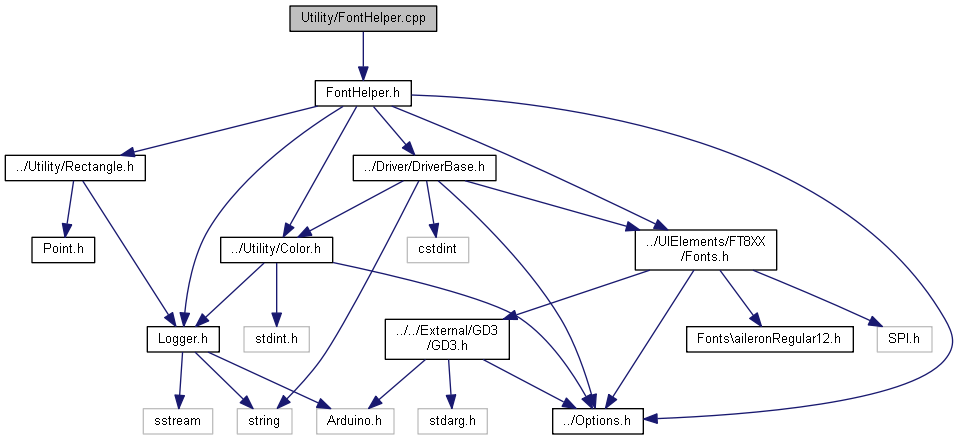 Utility/FontHelper.cpp
FontHelper.h
../Utility/Rectangle.h
../Driver/DriverBase.h
Point.h
../Utility/Color.h
cstdint
../UIElements/FT8XX
/Fonts.h
Logger.h
stdint.h
../../External/GD3
/GD3.h
Fonts\aileronRegular12.h
SPI.h
sstream
string
Arduino.h
stdarg.h
../Options.h